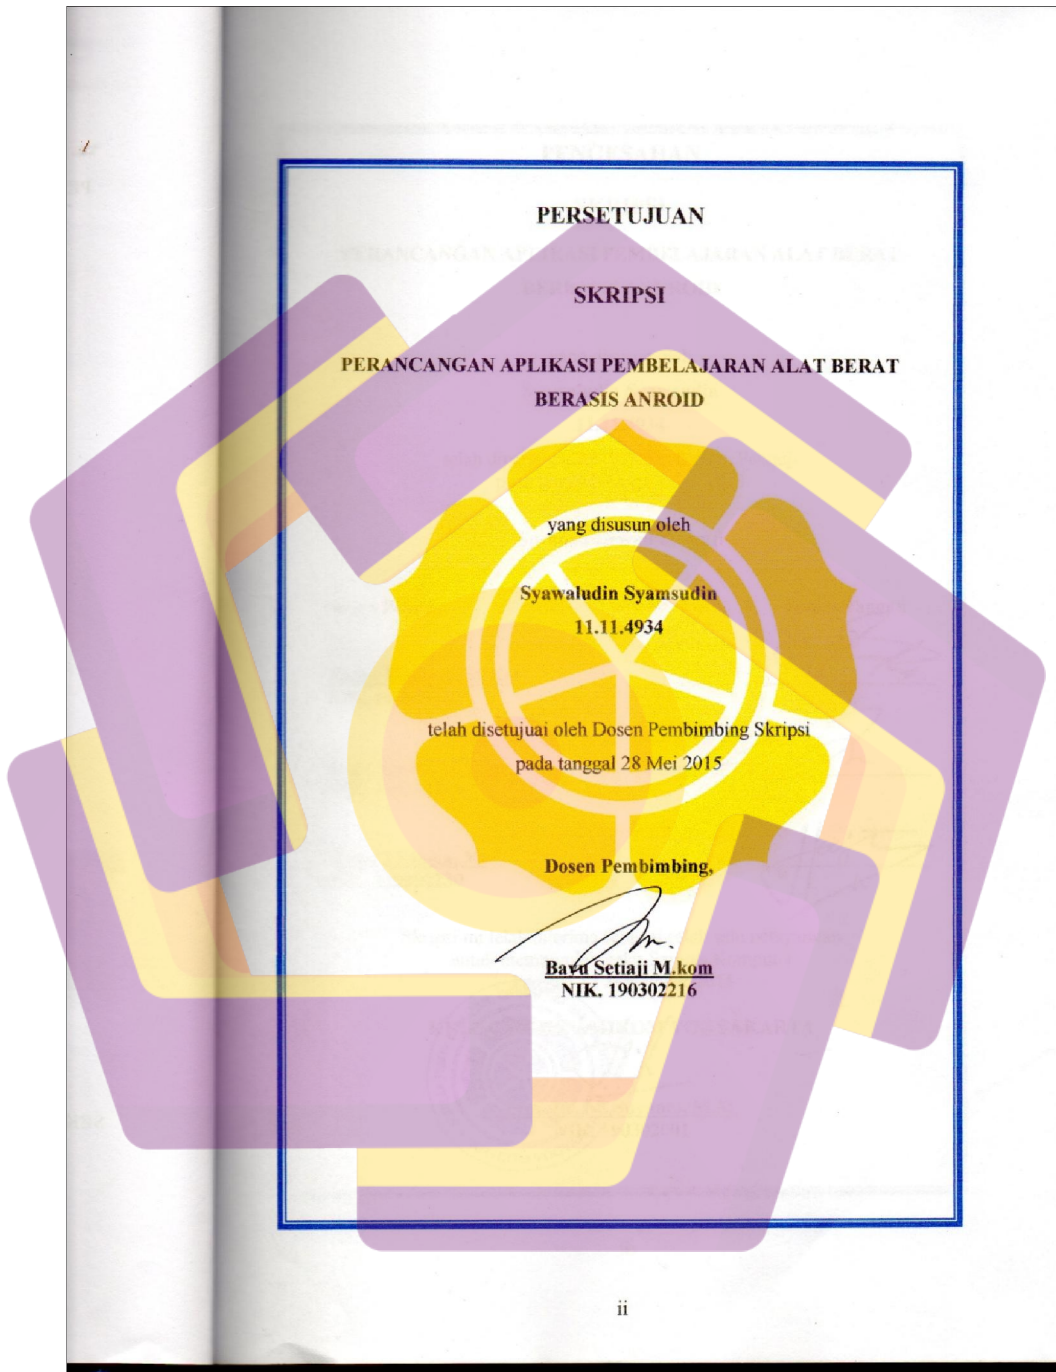 PERSETUJUAN
SKRIPSI
PERANCANGAN APLIKASI PEMBELAJARAN ALAT BERAT
BERASIS ANROID
yang disusun oleh
Syawaludin Syamsudin
11.11.4934
telah disetujuai oleh Dosen Pembimbing Skripsi
pada tanggal 28 Mei 2015
Dosen Pembimbing,
Bayu Setiaji M.kom
NIK. 190302216
ii